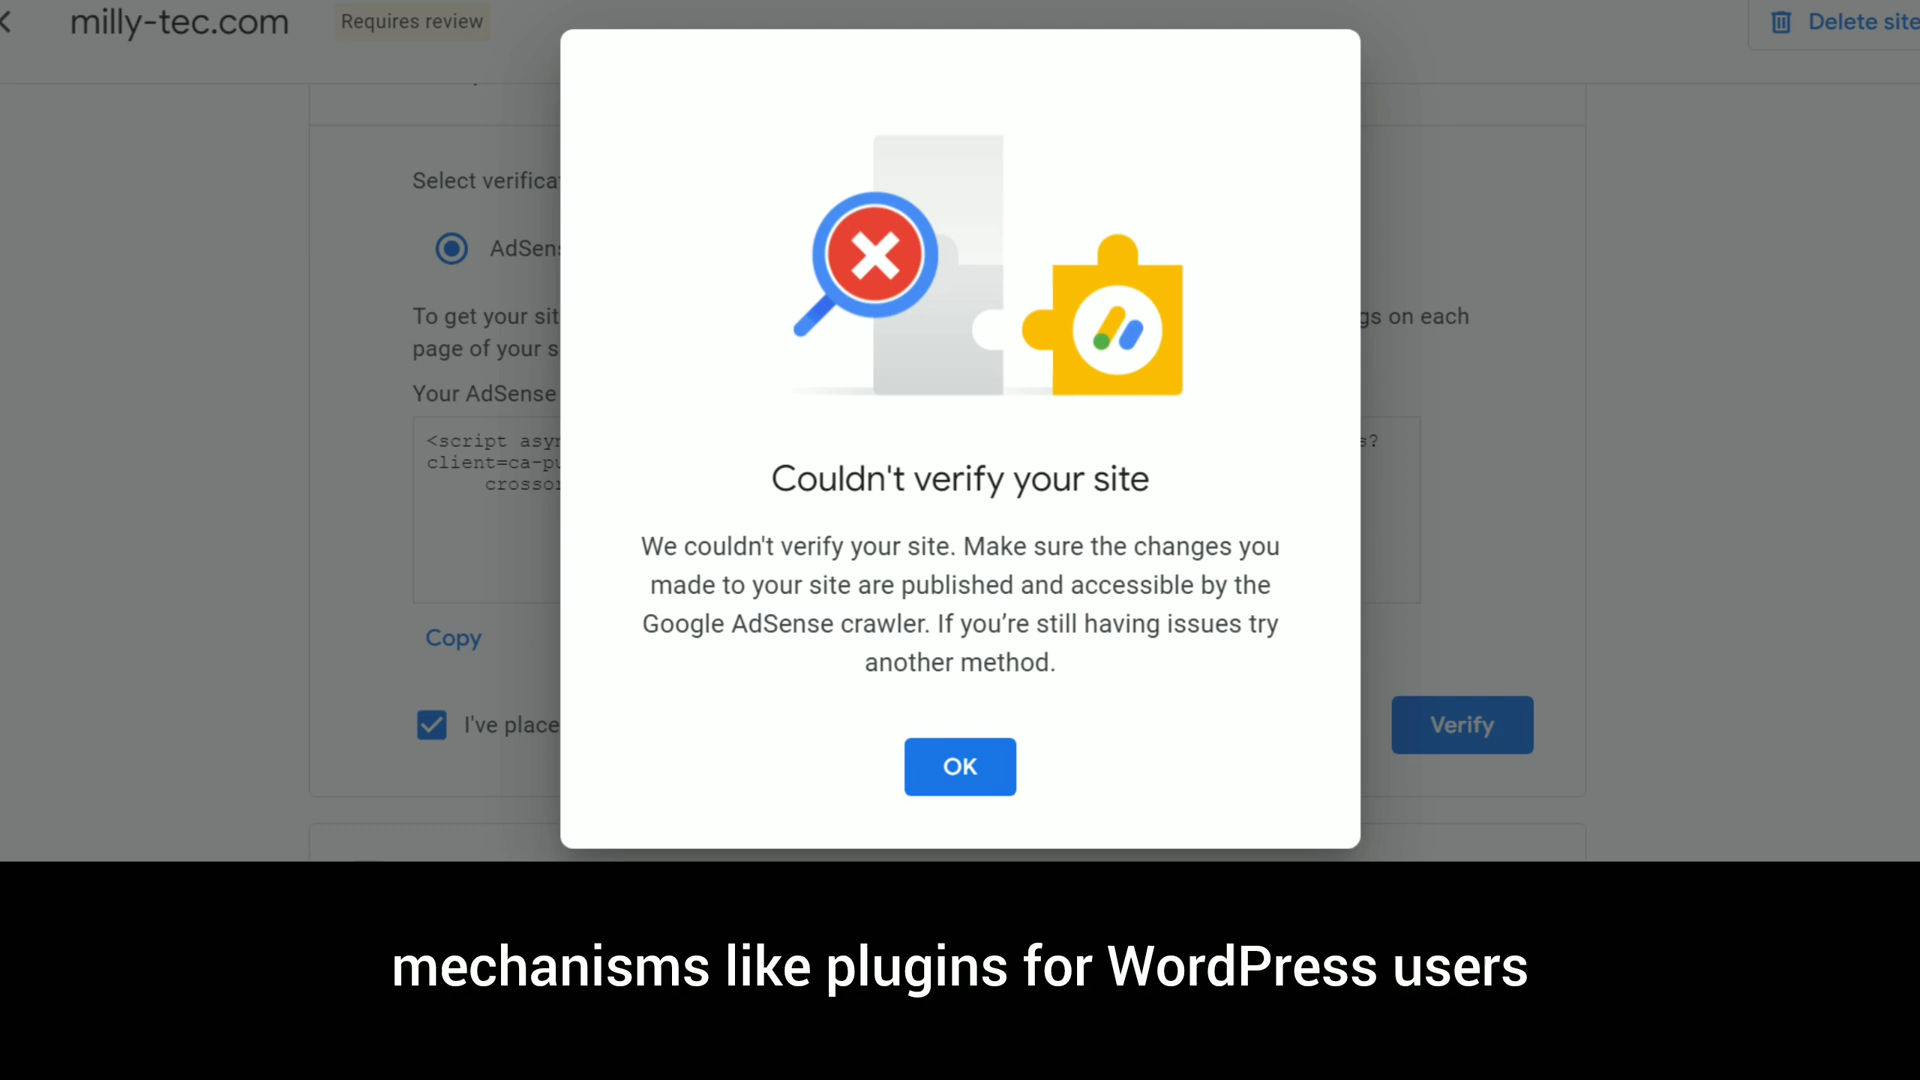 milly-tec.com
Requires review
Delete site
Select verifica
AdSens
To get your sit
gs on each
page of your s
Your AdSense
<script asyn
s?
client=ca-pu
crossor
Copy
I've place
Verify
Couldn't verify your site
We couldn't verify your site. Make sure the changes you
made to your site are published and accessible by the
Google AdSense crawler. If you're still having issues try
another method.
OK
mechanisms like plugins for WordPress users